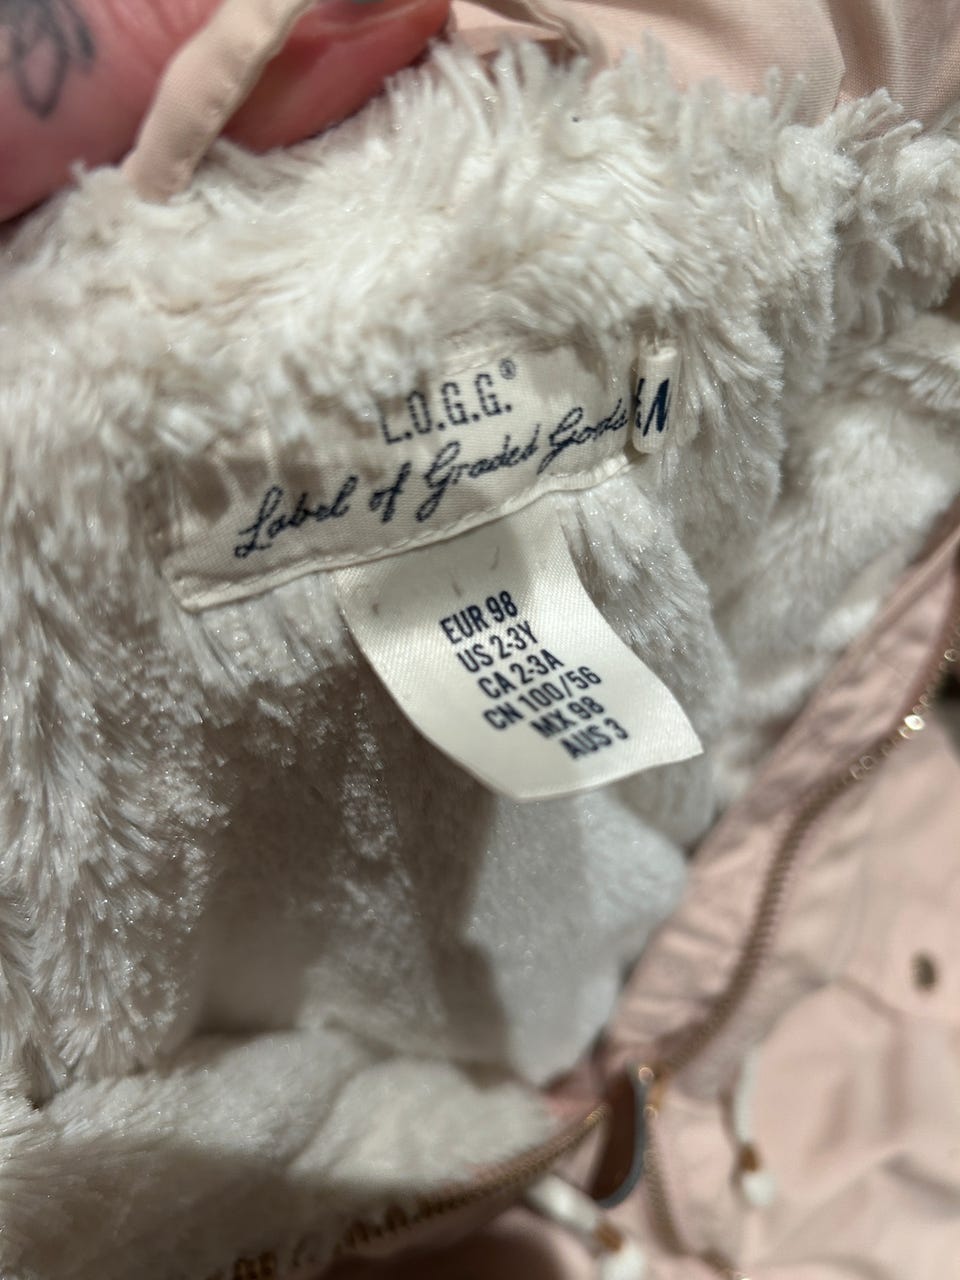 L.O.G.G.®
Label of Graded Goods
EUR 98
US 2-3Y
CA 2-3A
CN 100/56
MX 98
AUS 3